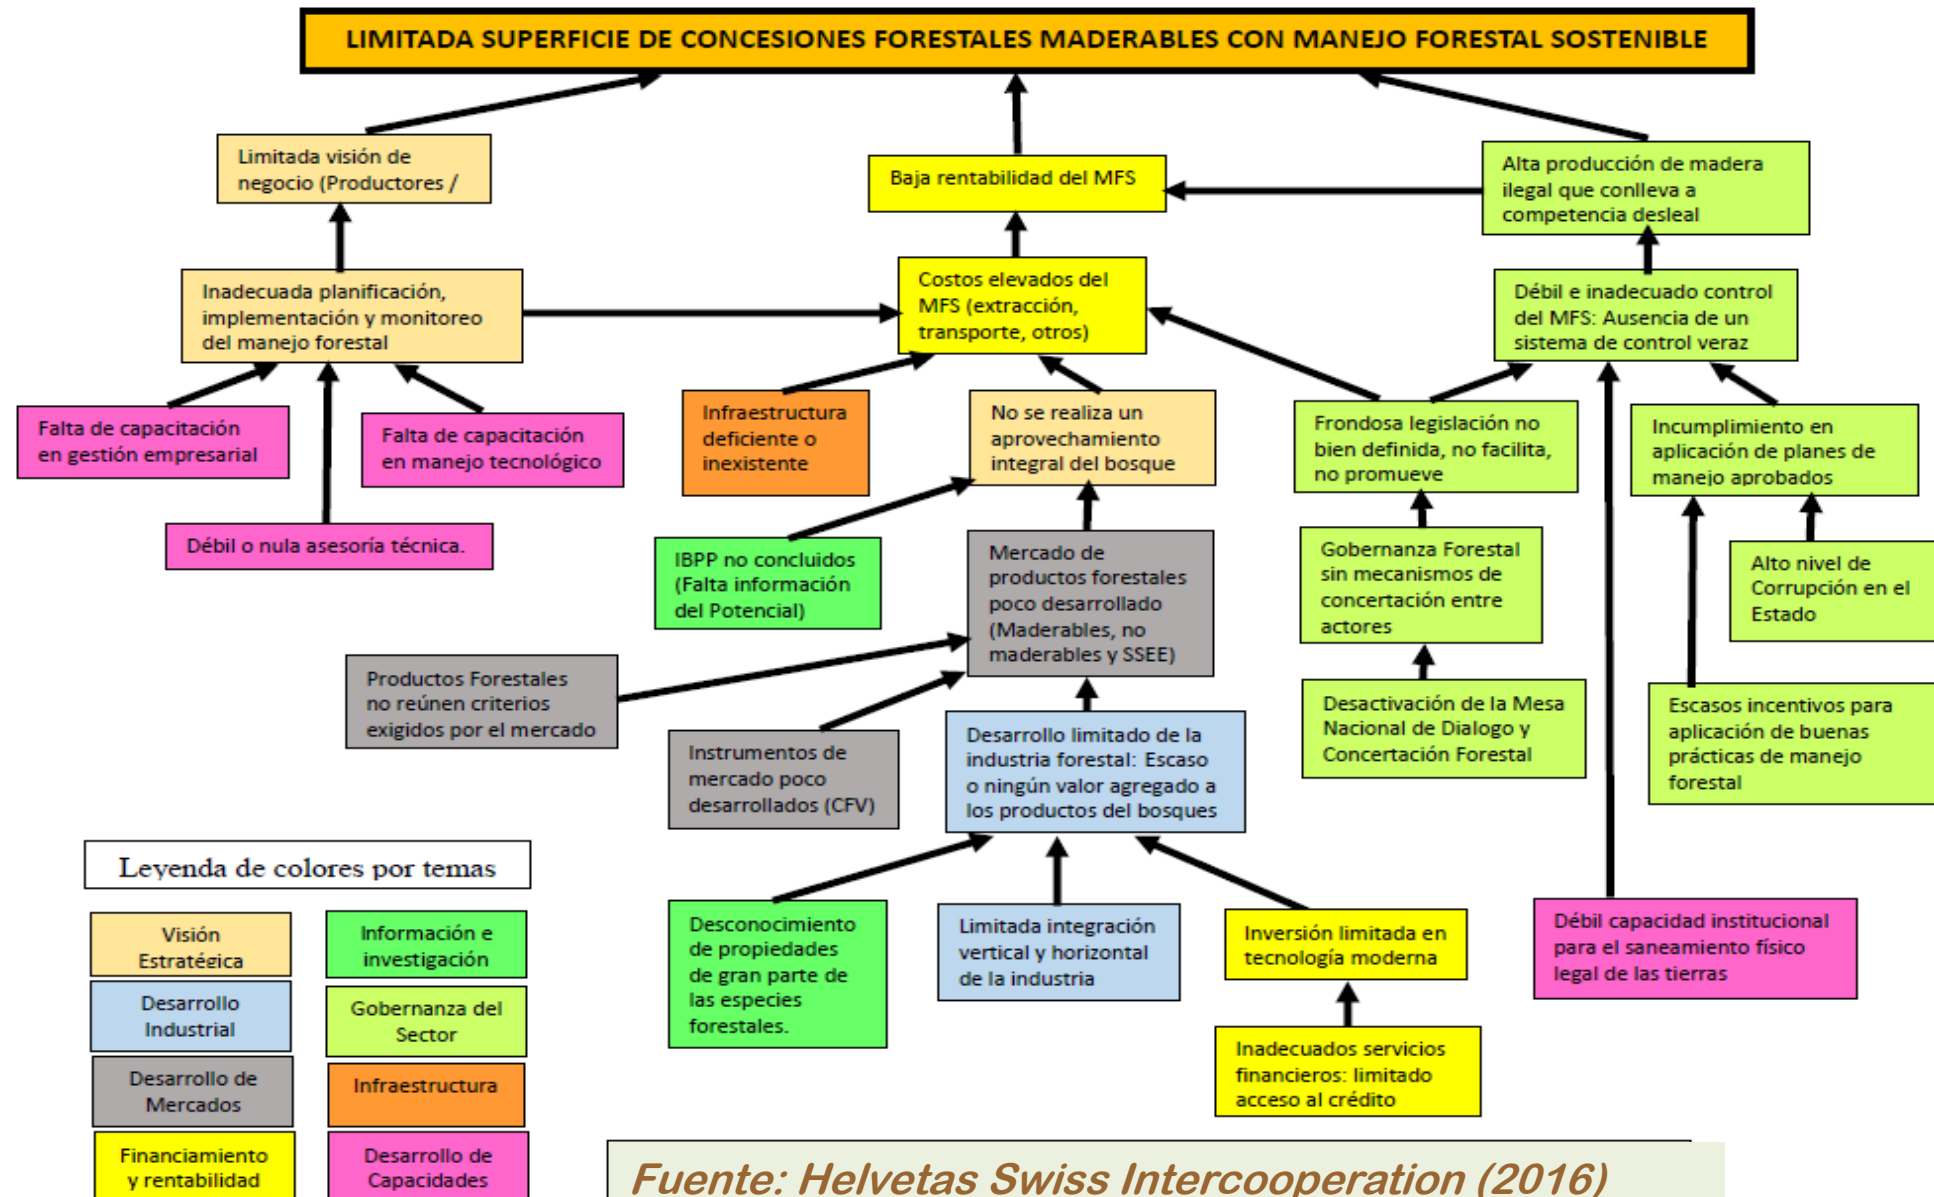 LIMITADA SUPERFICIE DE CONCESIONES FORESTALES MADERABLES CON MANEJO FORESTAL SOSTENIBLE
Limitada visión de
negocio (Productores /
Baja rentabilidad del MFS
Alta producción de madera
ilegal que conlleva a
competencia desleal
Inadecuada planificación,
implementación y monitoreo
del manejo forestal
Costos elevados del
MFS (extracción,
transporte, otros)
Débil e inadecuado control
del MFS: Ausencia de un
sistema de control veraz
Falta de capacitación
en gestión empresarial
Falta de capacitación
en manejo tecnológico
Infraestructura
deficiente o
inexistente
No se realiza un
aprovechamiento
integral del bosque
Frondosa legislación no
bien definida, no facilita,
no promueve
Incumplimiento en
aplicación de planes de
manejo aprobados
Débil o nula asesoría técnica.
IBPP no concluidos
(Falta información
del Potencial)
Mercado de
productos forestales
poco desarrollado
(Maderables, no
maderables y SSEE)
Gobernanza Forestal
sin mecanismos de
concertación entre
actores
Alto nivel de
Corrupción en el
Estado
Productos Forestales
no reúnen criterios
exigidos por el mercado
Instrumentos de
mercado poco
desarrollados (CFV)
Desarrollo limitado de la
industria forestal: Escaso
o ningún valor agregado a
los productos del bosques
Desactivación de la Mesa
Nacional de Dialogo y
Concertación Forestal
Escasos incentivos para
aplicación de buenas
prácticas de manejo
forestal
Desconocimiento
de propiedades
de gran parte de
las especies
forestales.
Limitada integración
vertical y horizontal
de la industria
Inversión limitada en
tecnología moderna
Débil capacidad institucional
para el saneamiento físico
legal de las tierras
Inadecuados servicios
financieros: limitado
acceso al crédito
Leyenda de colores por temas
Visión
Estratégica
Información e
investigación
Desarrollo
Industrial
Gobernanza del
Sector
Desarrollo de
Mercados
Infraestructura
Financiamiento
y rentabilidad
Desarrollo de
Capacidades
Fuente: Helvetas Swiss Intercooperation (2016)